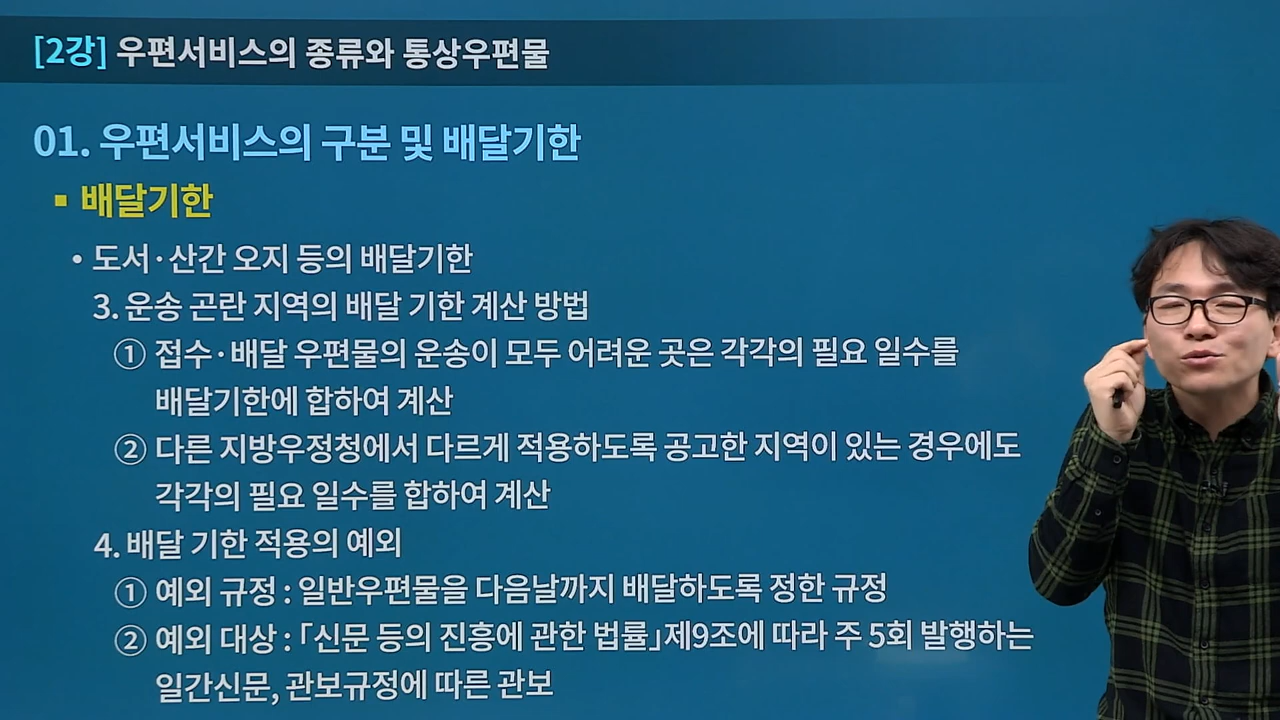 [2강] 우편서비스의 종류와 통상우편물
01. 우편서비스의 구분 및 배달기한
▪ 배달기한
• 도서·산간 오지 등의 배달기한
3. 운송 곤란 지역의 배달 기한 계산 방법
① 접수·배달 우편물의 운송이 모두 어려운 곳은 각각의 필요 일수를
배달기한에 합하여 계산
② 다른 지방우정청에서 다르게 적용하도록 공고한 지역이 있는 경우에도
각각의 필요 일수를 합하여 계산
4. 배달 기한 적용의 예외
① 예외 규정 : 일반우편물을 다음날까지 배달하도록 정한 규정
② 예외 대상 : 「신문 등의 진흥에 관한 법률」제9조에 따라 주 5회 발행하는
일간신문, 관보규정에 따른 관보